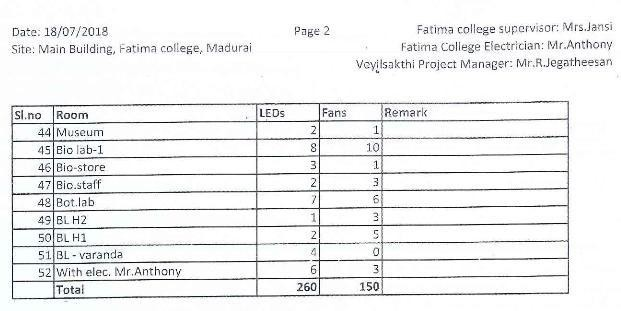 Date: 18/07/2018 Page 2 Fatima college supervisor: Mrs.Jansi
Site: Main Building, Fatima college, Madurai Fatima College Electrician: Mr.Anthony
Veyilsakthi Project Manager: Mr.R.Jegatheesan
Sl.no Room LEDs Fans Remark
44 Museum 2 1
45 Bio lab-1 8 10
46 Bio-store 3 1
47 Bio.staff 2 3
48 Bot.lab 7 6
49 BL H2 1 3
50 BL H1 2 5
51 BL - varanda 4 0
52 With elec. Mr.Anthony 6 3
Total 260 150